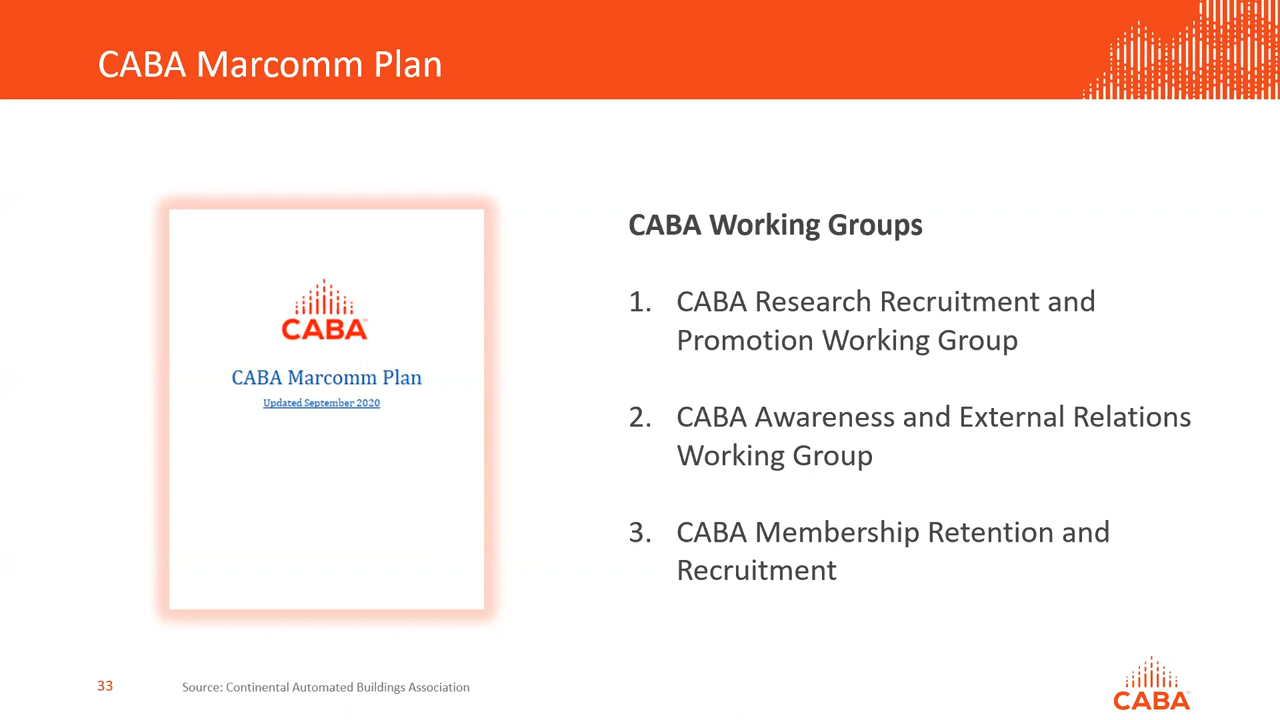 CABA Marcomm Plan
CABA
CABA Marcomm Plan
Updated September 2020
CABA Working Groups
1. CABA Research Recruitment and
Promotion Working Group
2. CABA Awareness and External Relations
Working Group
3. CABA Membership Retention and
Recruitment
33
Source: Continental Automated Buildings Association
CABA